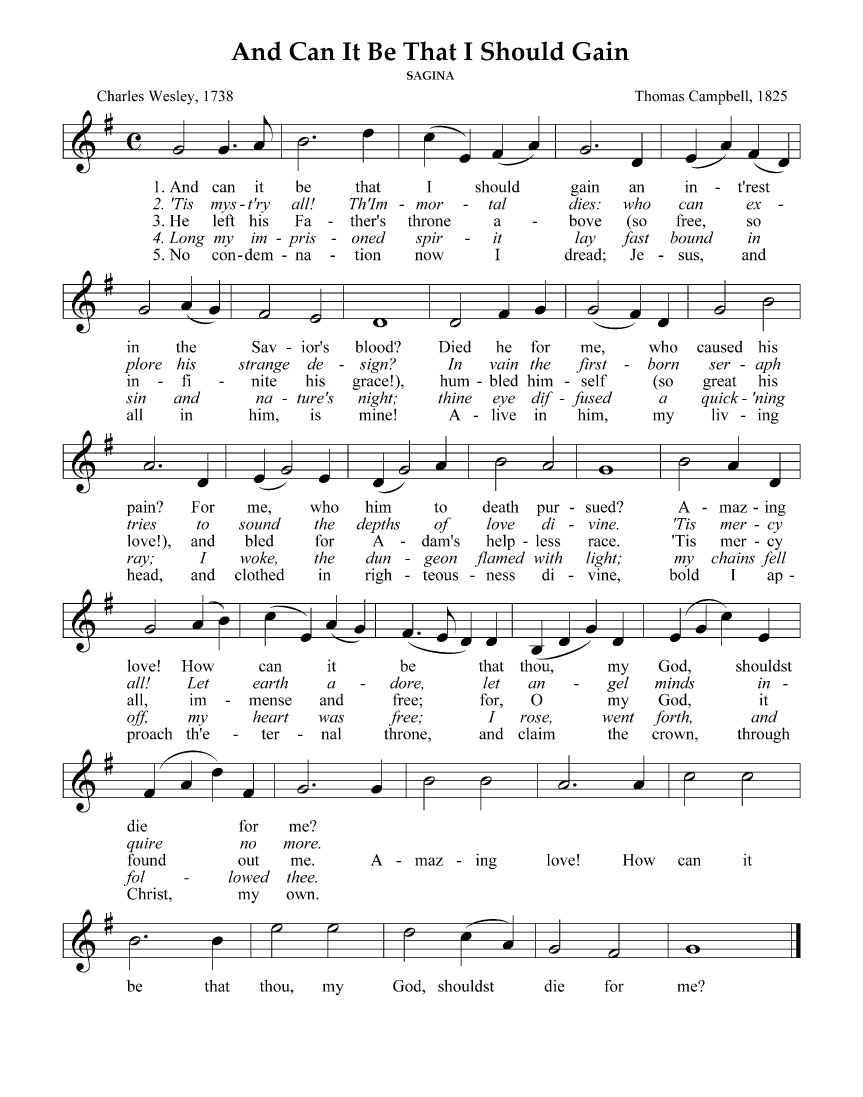 And Can It Be That I Should Gain
SAGINA
Charles Wesley, 1738 Thomas Campbell, 1825
1. And can it be that I should gain an in - t'rest
2. 'Tis mys - t'ry all! Th'Im - mor - tal dies: who can ex -
3. He left his Fa - ther's throne a - bove (so free, so
4. Long my im - pris - oned spir - it lay fast bound in
5. No con - dem - na - tion now I dread; Je - sus, and
in the Sav - ior's blood? Died he for me, who caused his
plore his strange de - sign? In vain the first - born ser - aph
in - fi - nite his grace!), hum - bled him - self (so great his
sin and na - ture's night; thine eye dif - fused a quick - 'ning
all in him, is mine! A - live in him, my liv - ing
pain? For me, who him to death pur - sued? A - maz - ing
tries to sound the depths of love di - vine. 'Tis mer - cy
love!), and bled for A - dam's help - less race. 'Tis mer - cy
ray; I woke, the dun - geon flamed with light; my chains fell
head, and clothed in righ - teous - ness di - vine, bold I ap -
love! How can it be that thou, my God, shouldst
all! Let earth a - dore, let an - gel minds in -
all, im - mense and free; for, O my God, it
off, my heart was free; I rose, went forth, and
proach th'e - ter - nal throne, and claim the crown, through
die for me?
quire no more.
found out me. A - maz - ing love! How can it
fol - lowed thee.
Christ, my own.
be that thou, my God, shouldst die for me?